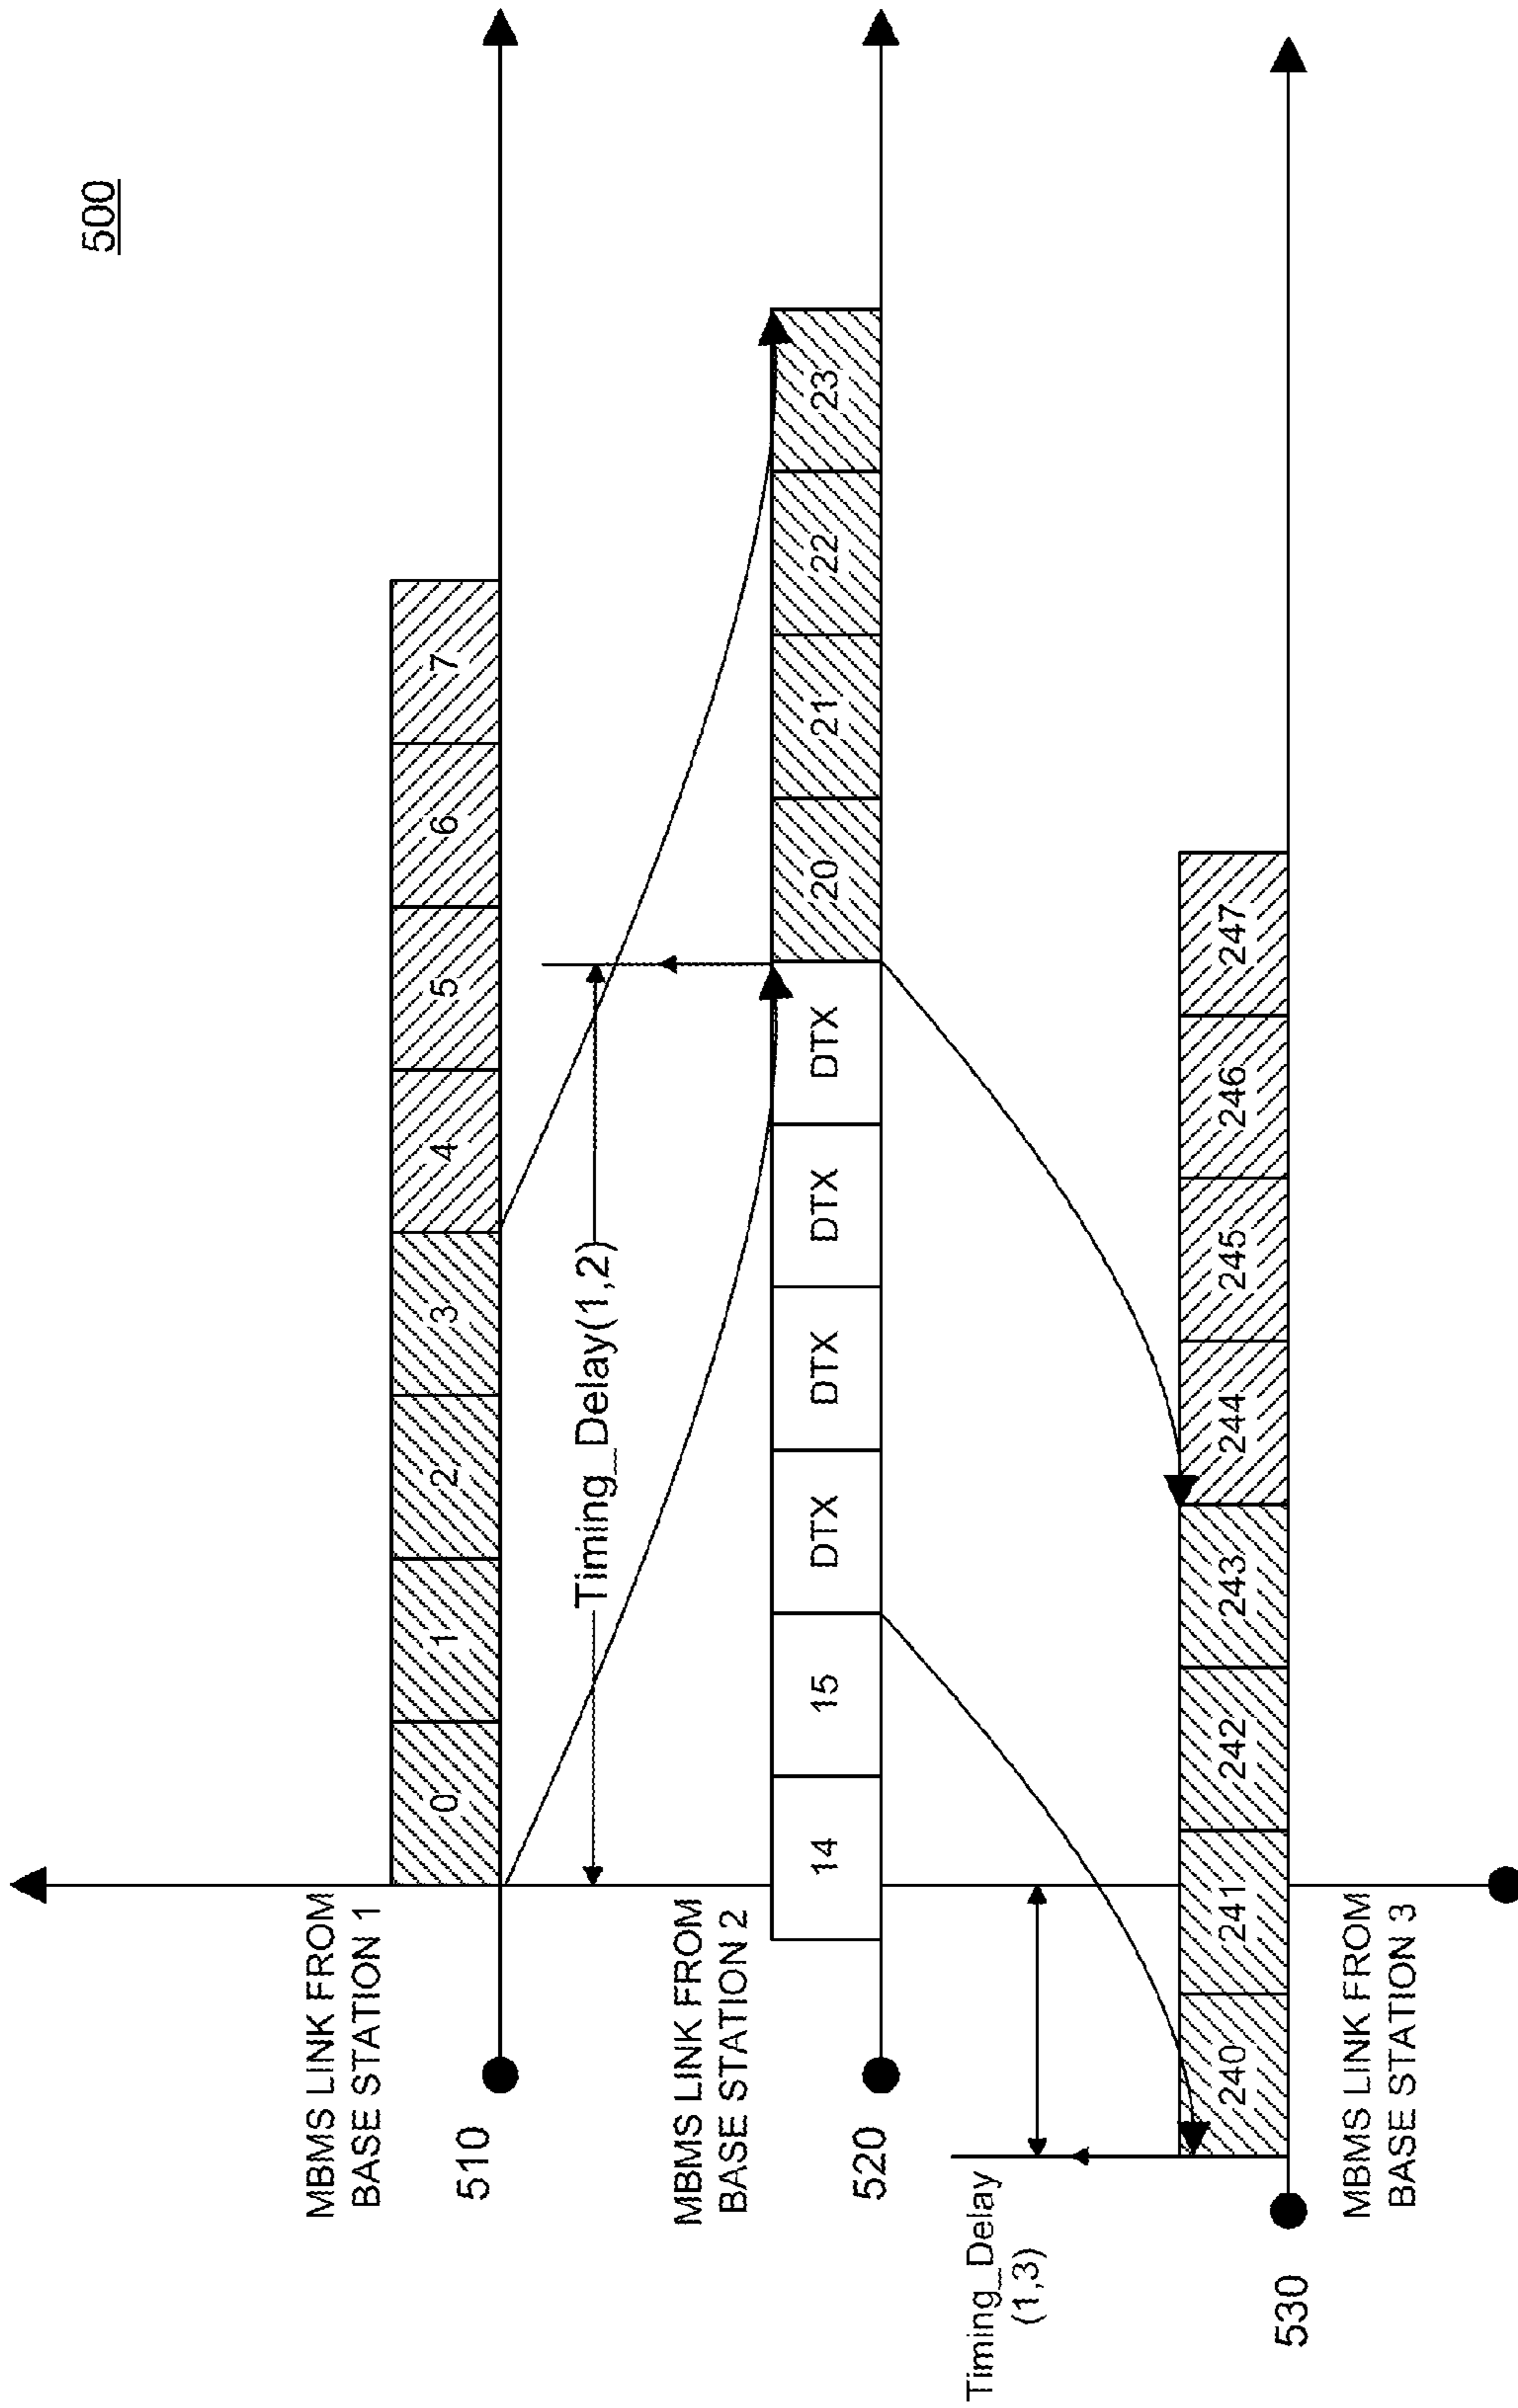 500
MBMS LINK FROM
BASE STATION 1
510
0 1 2 3 4 5 6 7
Timing_Delay(1,2)
MBMS LINK FROM
BASE STATION 2
520
14 15 DTX DTX DTX DTX 20 21 22 23
Timing_Delay
(1,3)
530
240 241 242 243 244 245 246 247
MBMS LINK FROM
BASE STATION 3